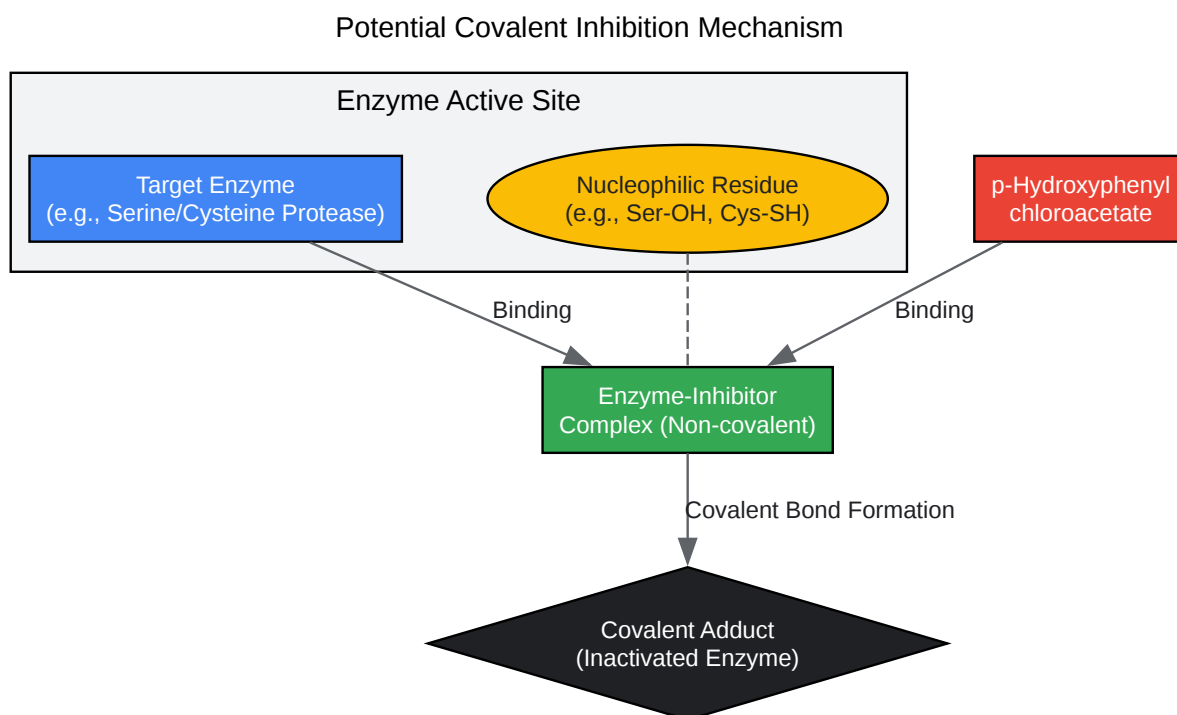 Potential Covalent Inhibition Mechanism
Enzyme Active Site
Target Enzyme
(e.g., Serine/Cysteine Protease)
Nucleophilic Residue
(e.g., Ser-OH, Cys-SH)
p-Hydroxyphenyl
chloroacetate
Binding
Binding
Enzyme-Inhibitor
Complex (Non-covalent)
Covalent Bond Formation
Covalent Adduct
(Inactivated Enzyme)